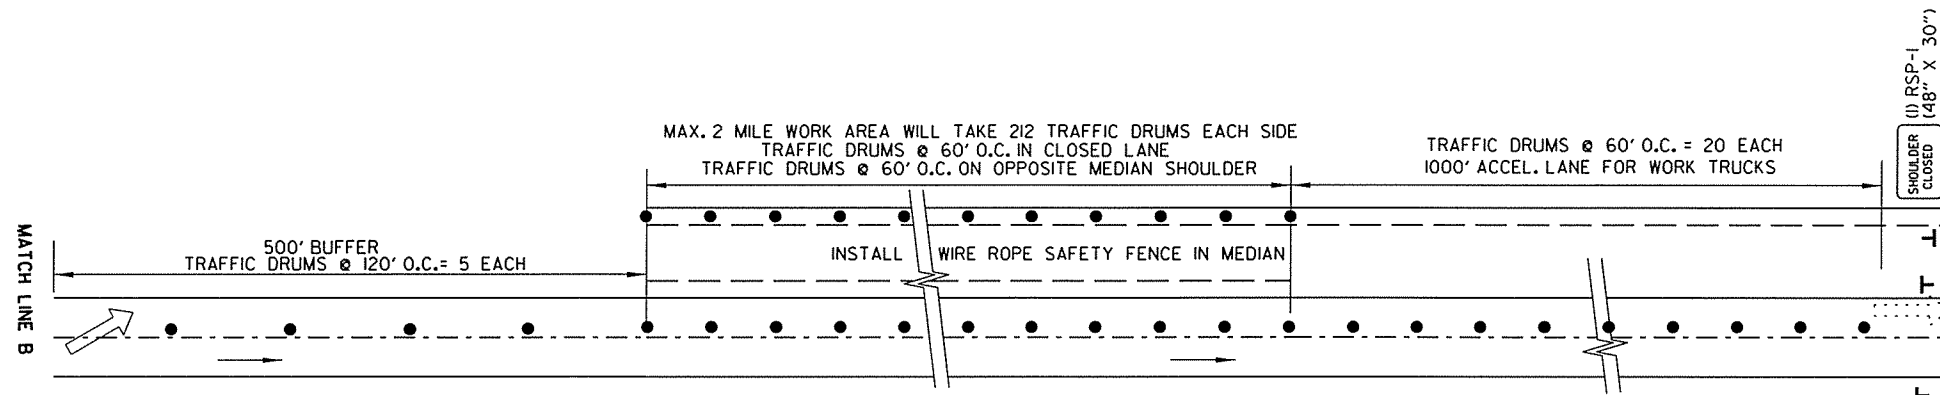 MAX. 2 MILE WORK AREA WILL TAKE 212 TRAFFIC DRUMS EACH SIDE
TRAFFIC DRUMS @ 60' O.C. IN CLOSED LANE
TRAFFIC DRUMS @ 60' O.C. ON OPPOSITE MEDIAN SHOULDER
TRAFFIC DRUMS @ 60' O.C. = 20 EACH
1000' ACCEL. LANE FOR WORK TRUCKS
SHOULDER
CLOSED
(1) RSP-1
(48" X 30")
MATCH LINE B
500' BUFFER
TRAFFIC DRUMS @ 120' O.C.= 5 EACH
INSTALL WIRE ROPE SAFETY FENCE IN MEDIAN